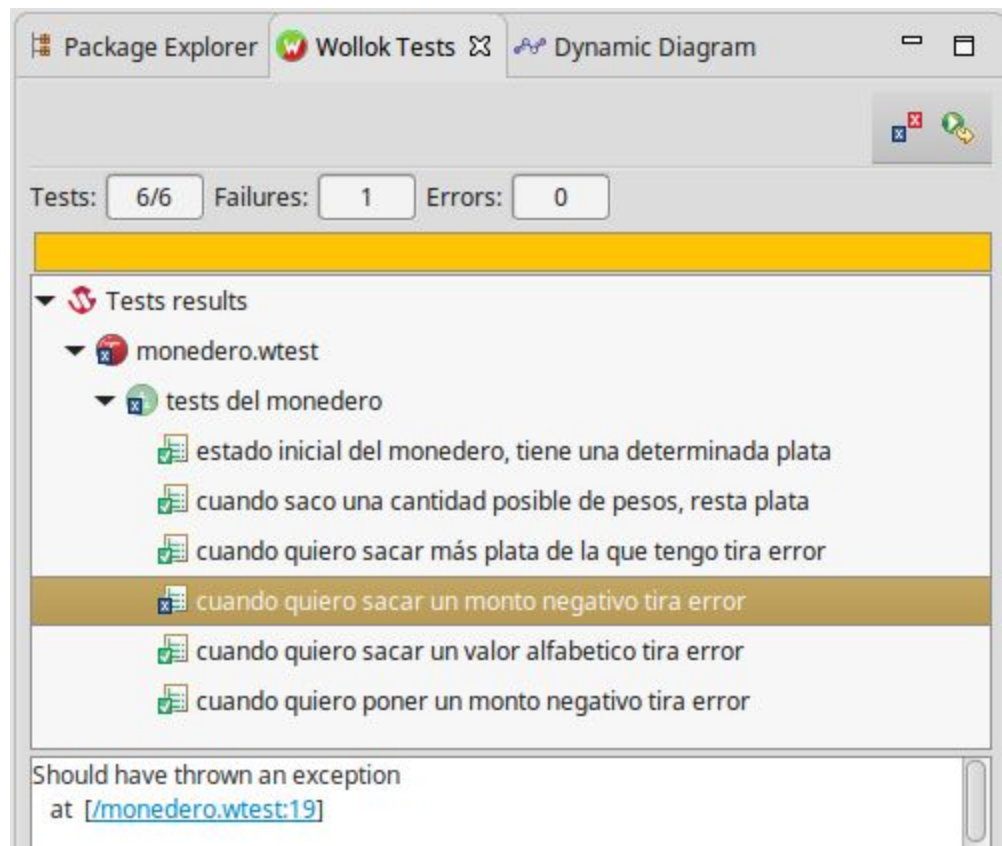 Package Explorer Wollok Tests Dynamic Diagram
Tests: 6/6 Failures: 1 Errors: 0
Tests results
monedero.wtest
tests del monedero
estado inicial del monedero, tiene una determinada plata
cuando saco una cantidad posible de pesos, resta plata
cuando quiero sacar más plata de la que tengo tira error
cuando quiero sacar un monto negativo tira error
cuando quiero sacar un valor alfabetico tira error
cuando quiero poner un monto negativo tira error
Should have thrown an exception
at [/monedero.wtest:19]